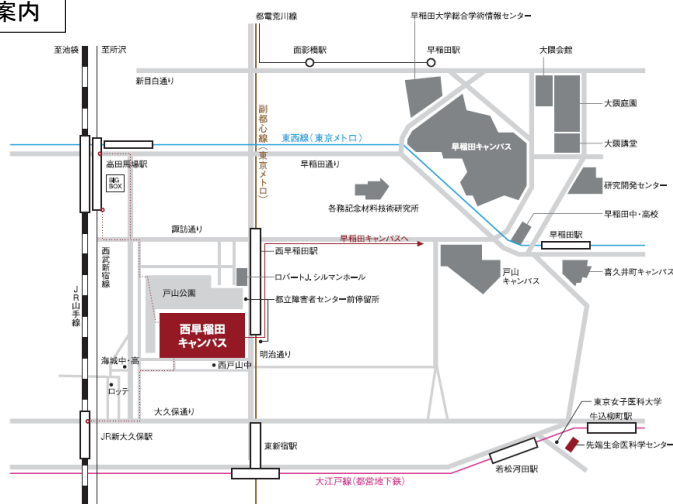 案内
都電荒川線
早稲田大学総合学術情報センター
至池袋
至所沢
面影橋駅
早稲田駅
大隈会館
新目白通り
大隈庭園
副都心線(東京メトロ)
東西線(東京メトロ)
早稲田キャンパス
大隈講堂
高田馬場駅
早稲田通り
BIG
BOX
研究開発センター
各務記念材料技術研究所
早稲田中・高校
諏訪通り
早稲田キャンパスへ
早稲田駅
西早稲田駅
西武新宿線
JR山手線
ロバートJ.シルマンホール
戸山
キャンパス
喜久井町キャンパス
戸山公園
都立障害者センター前停留所
西早稲田
キャンパス
明治通り
海城中・高
西戸山中
ロッテ
東京女子医科大学
大久保通り
牛込柳町駅
JR新大久保駅
東新宿駅
先端生命医科学センター
若松河田駅
大江戸線(都営地下鉄)